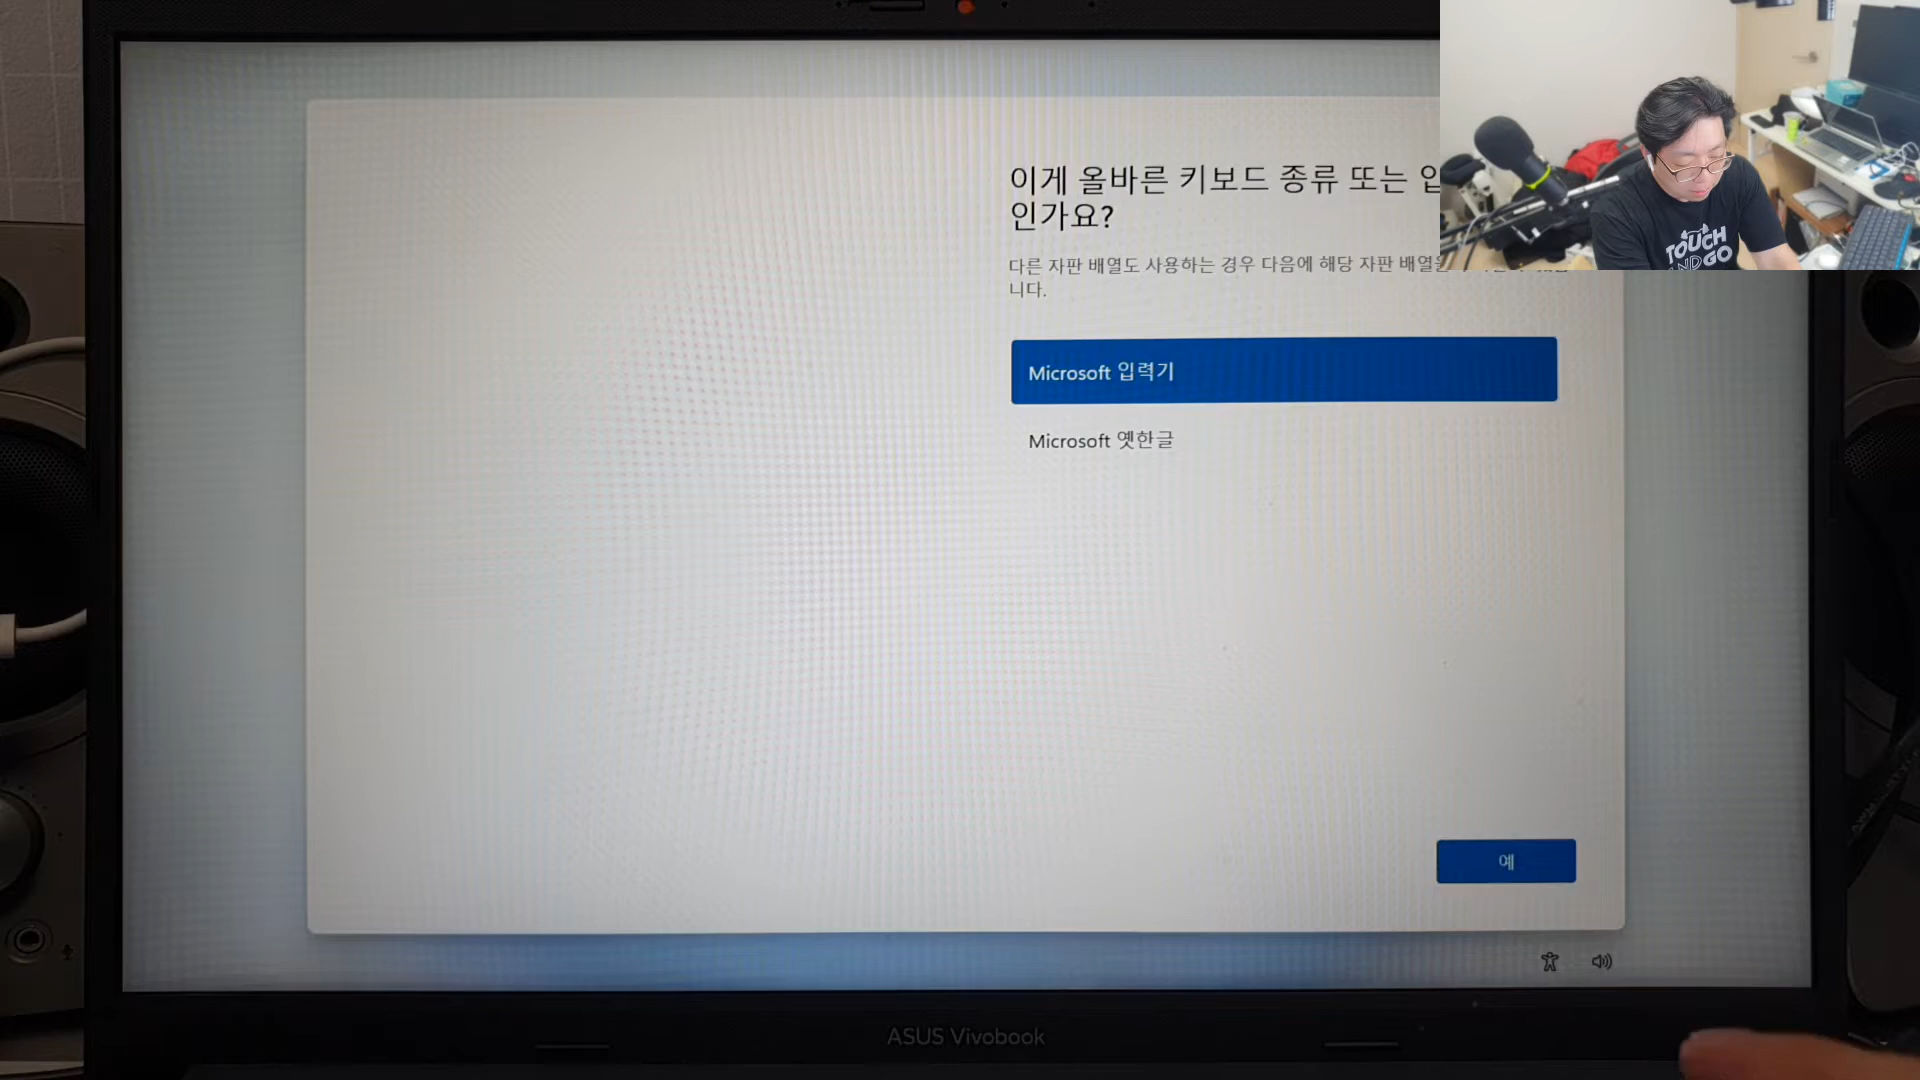 이게 올바른 키보드 종류 또는
인가요?
다른 자판 배열도 사용하는 경우 다음에 해당 자판 배열을
니다.
Microsoft 입력기
Microsoft 옛한글
예
ASUS Vivobook
TOUCH
AND GO